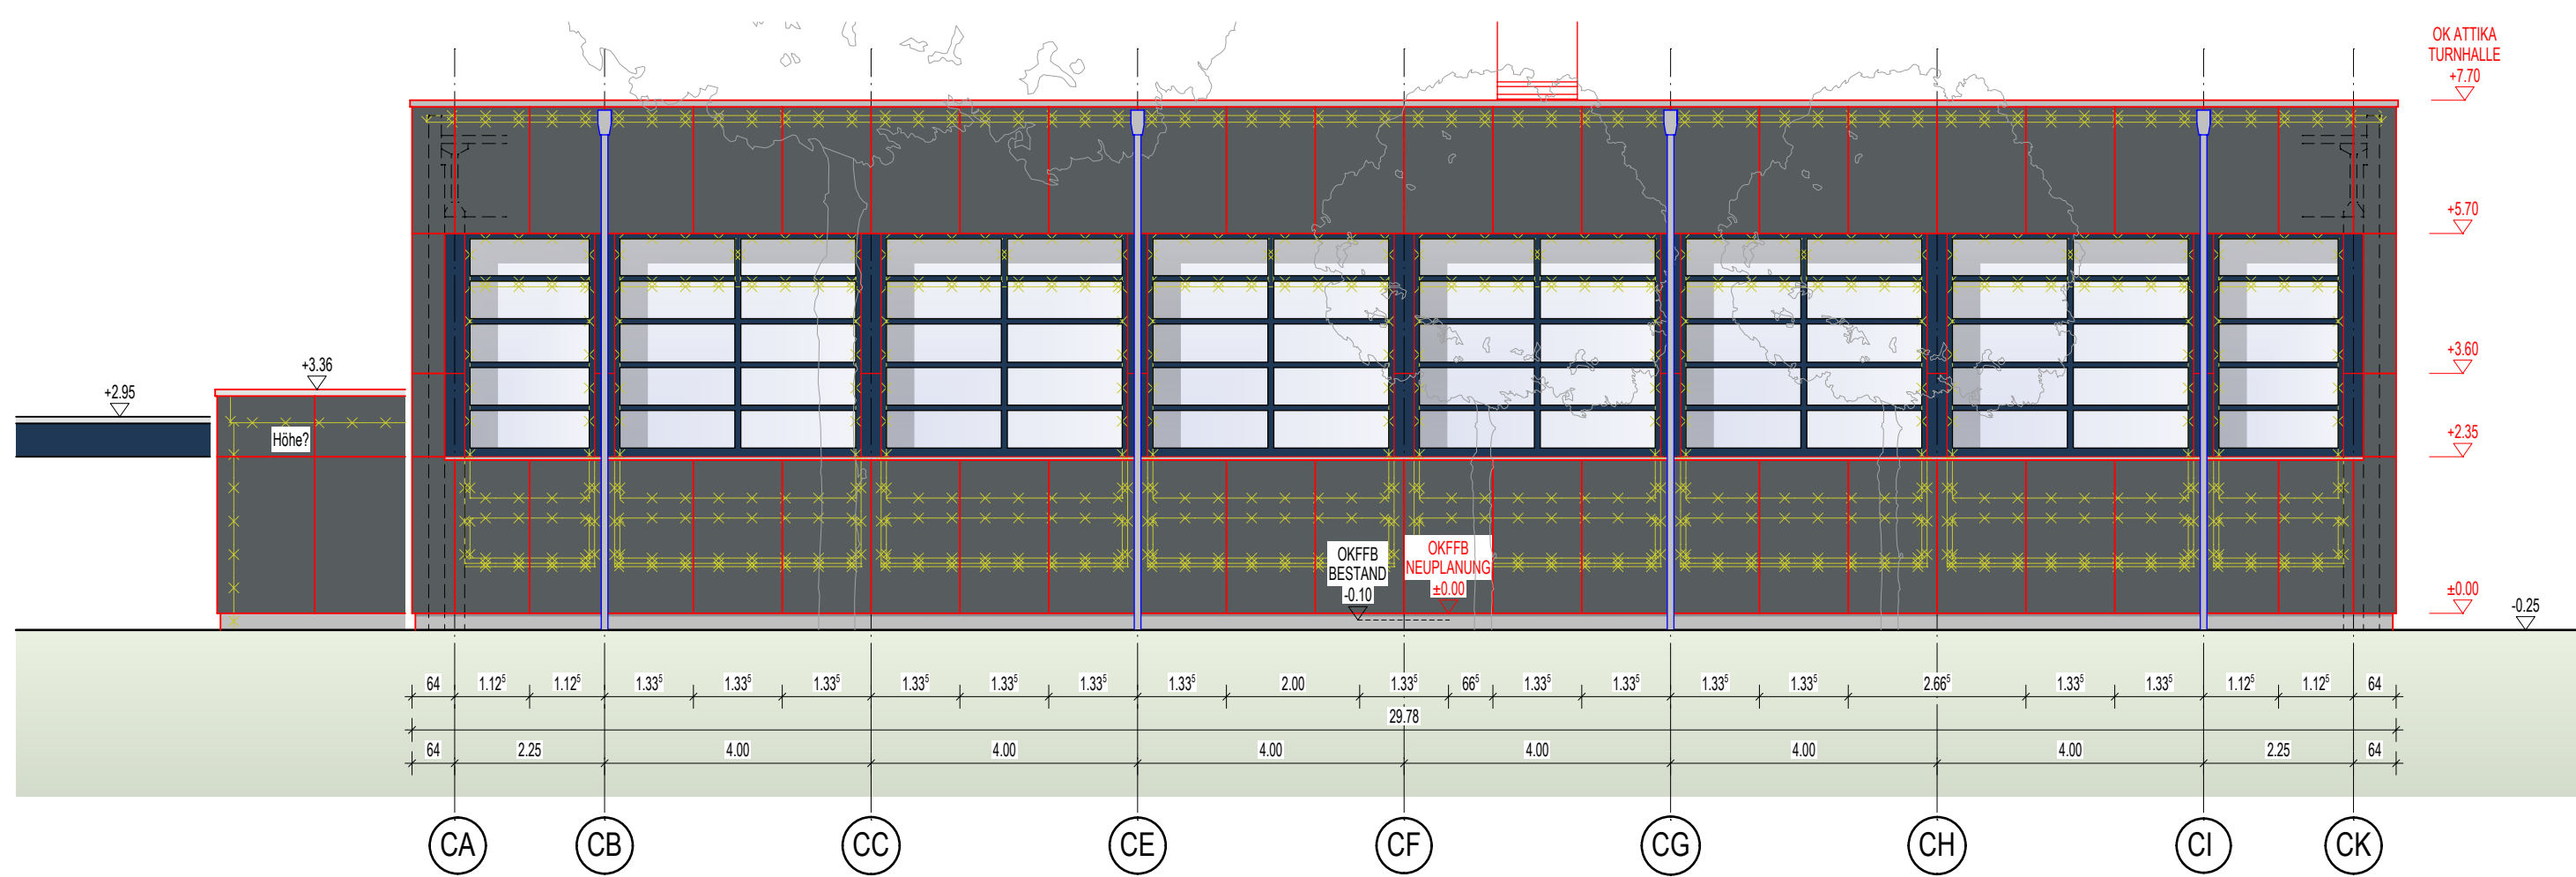 OK ATTIKA
TURNHALLE
+7.70
+5.70
+3.60
+3.36
+2.95
Höhe?
+2.35
OKFFB
BESTAND
-0.10
OKFFB
NEUPLANUNG
±0.00
±0.00
-0.25
64 1.12⁵ 1.12⁵ 1.33⁵ 1.33⁵ 1.33⁵ 1.33⁵ 1.33⁵ 1.33⁵ 1.33⁵ 2.00 1.33⁵ 66⁵ 1.33⁵ 1.33⁵ 1.33⁵ 1.33⁵ 2.66⁵ 1.33⁵ 1.33⁵ 1.12⁵ 1.12⁵ 64
29.78
64 2.25 4.00 4.00 4.00 4.00 4.00 4.00 2.25 64
CA CB CC CE CF CG CH CI CK